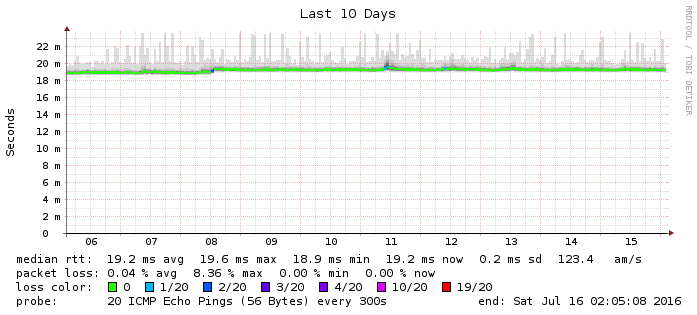 Last 10 Days
RRDTOOL / TOBI OETIKER
Seconds
22 m
20 m
18 m
16 m
14 m
12 m
10 m
8 m
6 m
4 m
2 m
0
06 07 08 09 10 11 12 13 14 15
median rtt: 19.2 ms avg 19.6 ms max 18.9 ms min 19.2 ms now 0.2 ms sd 123.4 am/s
packet loss: 0.04 % avg 8.36 % max 0.00 % min 0.00 % now
loss color: 0 1/20 2/20 3/20 4/20 10/20 19/20
probe: 20 ICMP Echo Pings (56 Bytes) every 300s end: Sat Jul 16 02:05:08 2016